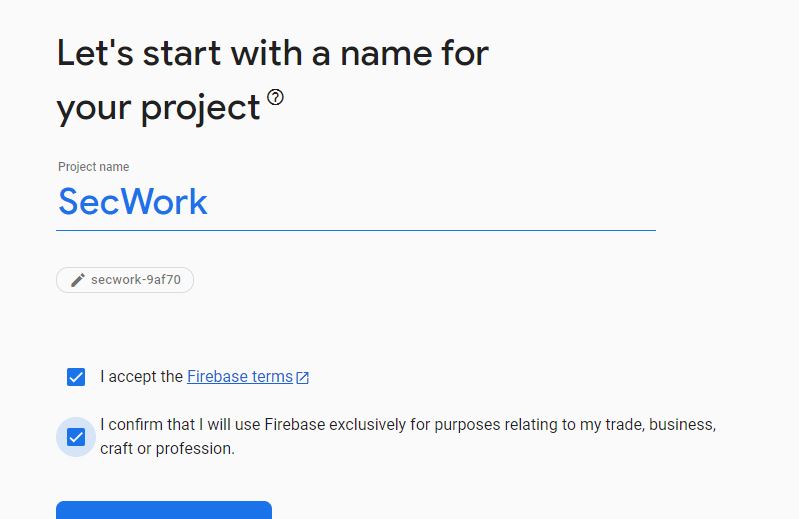 Let's start with a name for
your project
Project name
SecWork
secwork-9af70
I accept the Firebase terms
I confirm that I will use Firebase exclusively for purposes relating to my trade, business,
craft or profession.